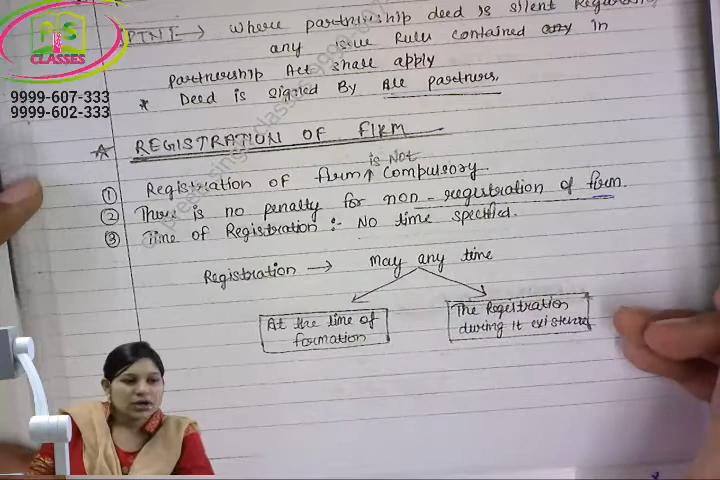 PS
CLASSES
9999-607-333
9999-602-333
where partnership deed is silent
any issue Rules contained any in
partnership Act shall apply
* Deed is signed By All partners,
REGISTRATION OF FIRM
is Not
① Registration of firm ↑ Compulsory
② There is no penalty for non-registration of firm.
③ Time of Registration :- No time specified.
Registration → may any time
At the time of
formation
The Registration
during it existence